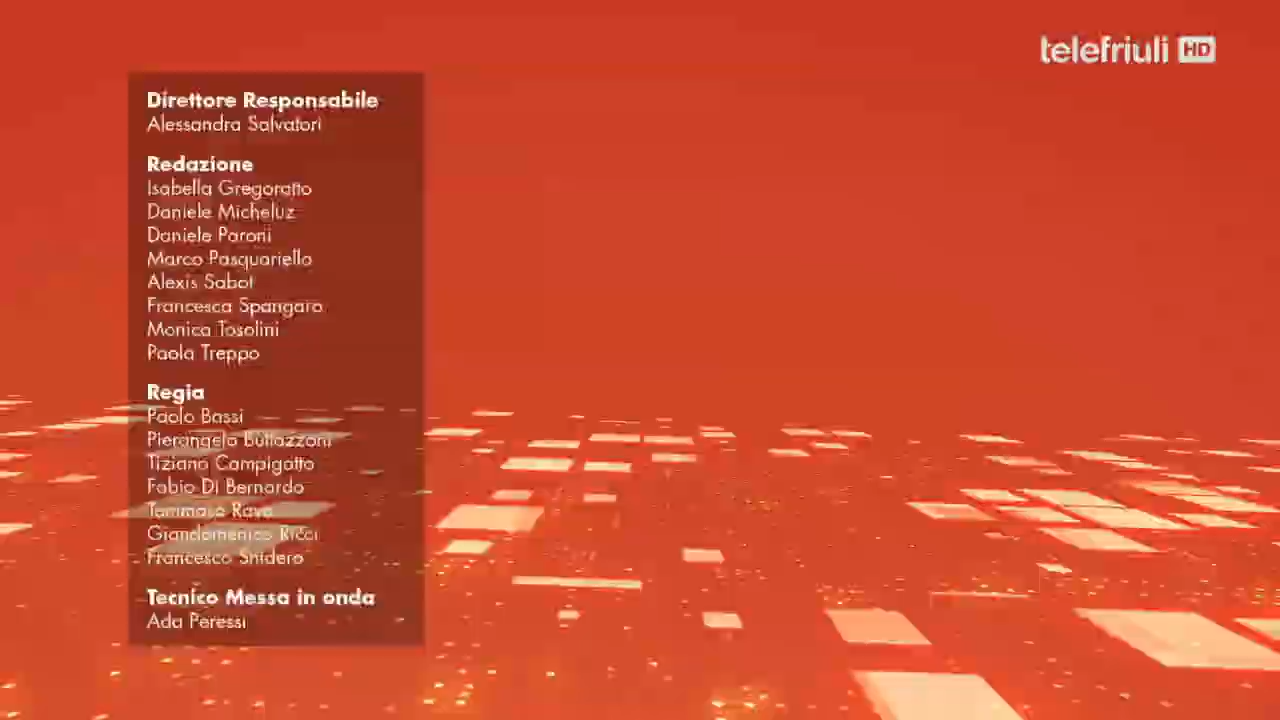 telefriuli HD
Direttore Responsabile
Alessandra Salvatori
Redazione
Isabella Gregoratto
Daniele Micheluz
Daniele Paroni
Marco Pasquariello
Alexis Sabot
Francesca Spangaro
Monica Tosolini
Paola Treppo
Regia
Paolo Bassi
Pierangelo
Tiziano Campigotto
Fabio Di Bernardo
Tommaso
Giandomenico Ricci
Francesco Snidero
Tecnico Messa in onda
Ada Peressi